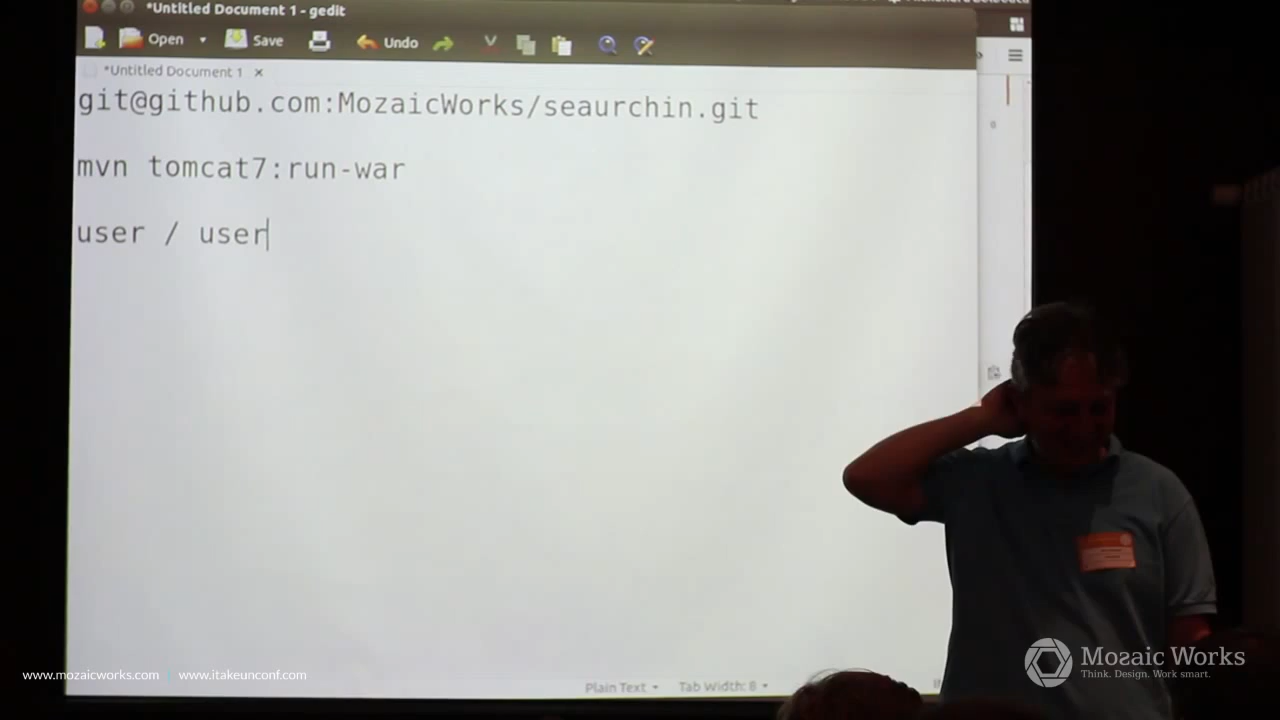 *Untitled Document 1 - gedit
Open Save Undo
*Untitled Document 1 ×
git@github.com:MozaicWorks/seaurchin.git
mvn tomcat7:run-war
user / user
Plain Text Tab Width: 8
www.mozaicworks.com | www.itakeunconf.com
Mozaic Works
Think. Design. Work smart.